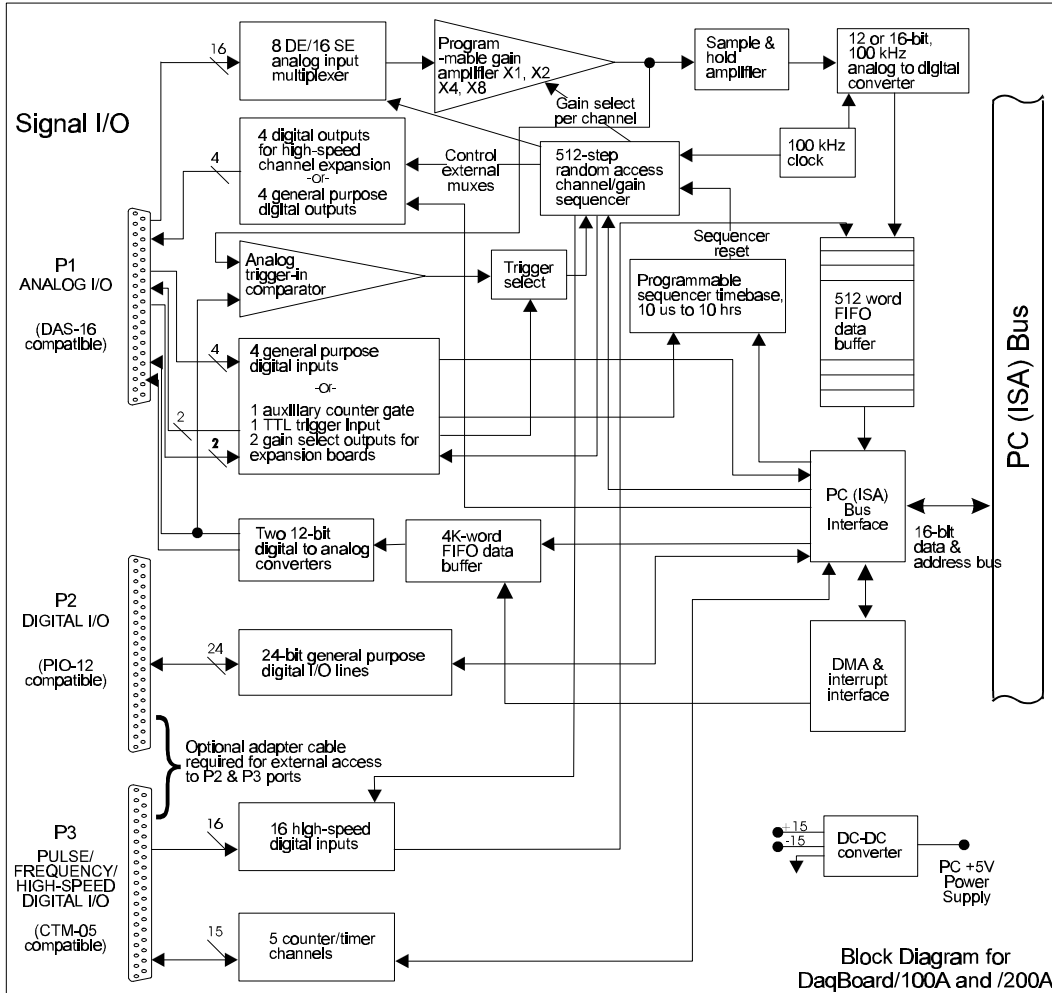 16
8 DE/16 SE
analog input
multiplexer
Program
-mable gain
amplifier X1, X2
X4, X8
Sample &
hold
amplifier
12 or 16-bit,
100 kHz
analog to digital
converter
Signal I/O
Gain select
per channel
4
4 digital outputs
for high-speed
channel expansion
-or-
4 general purpose
digital outputs
Control
external
muxes
512-step
random access
channel/gain
sequencer
100 kHz
clock
P1
ANALOG I/O
(DAS-16
compatible)
Analog
trigger-in
comparator
Trigger
select
Sequencer
reset
Programmable
sequencer timebase,
10 us to 10 hrs
512 word
FIFO
data
buffer
PC (ISA) Bus
4
2
2
4 general purpose
digital inputs
-or-
1 auxiliary counter gate
1 TTL trigger input
2 gain select outputs for
expansion boards
PC (ISA)
Bus
Interface
16-bit
data &
address bus
Two 12-bit
digital to analog
converters
4K-word
FIFO data
buffer
P2
DIGITAL I/O
(PIO-12
compatible)
24
24-bit general purpose
digital I/O lines
DMA &
interrupt
interface
Optional adapter cable
required for external access
to P2 & P3 ports
P3
PULSE/
FREQUENCY/
HIGH-SPEED
DIGITAL I/O
(CTM-05
compatible)
16
16 high-speed
digital inputs
+15
-15
DC-DC
converter
PC +5V
Power
Supply
15
5 counter/timer
channels
Block Diagram for
DaqBoard/100A and /200A